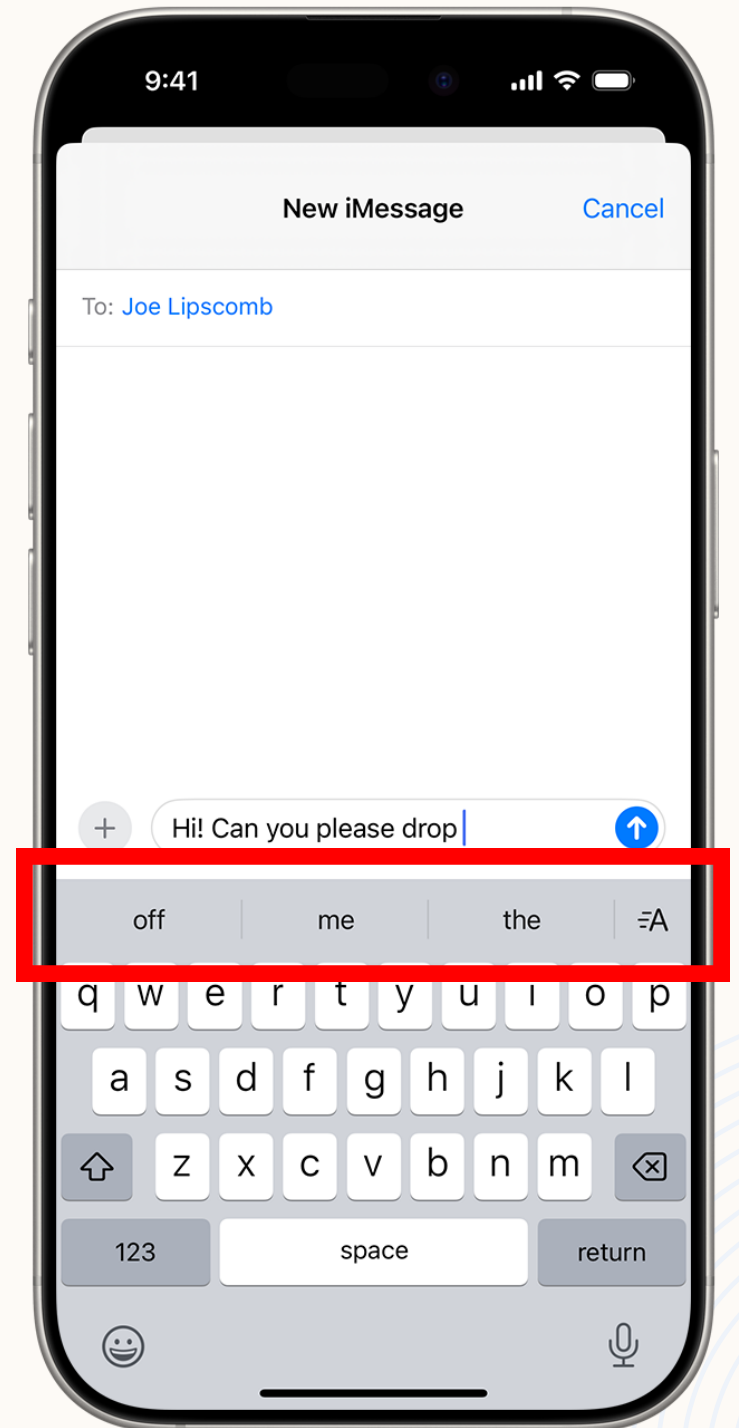 9:41
New iMessage Cancel
To: Joe Lipscomb
+ Hi! Can you please drop
off me the A
q w e r t y u i o p
a s d f g h j k l
z x c v b n m
123 space return